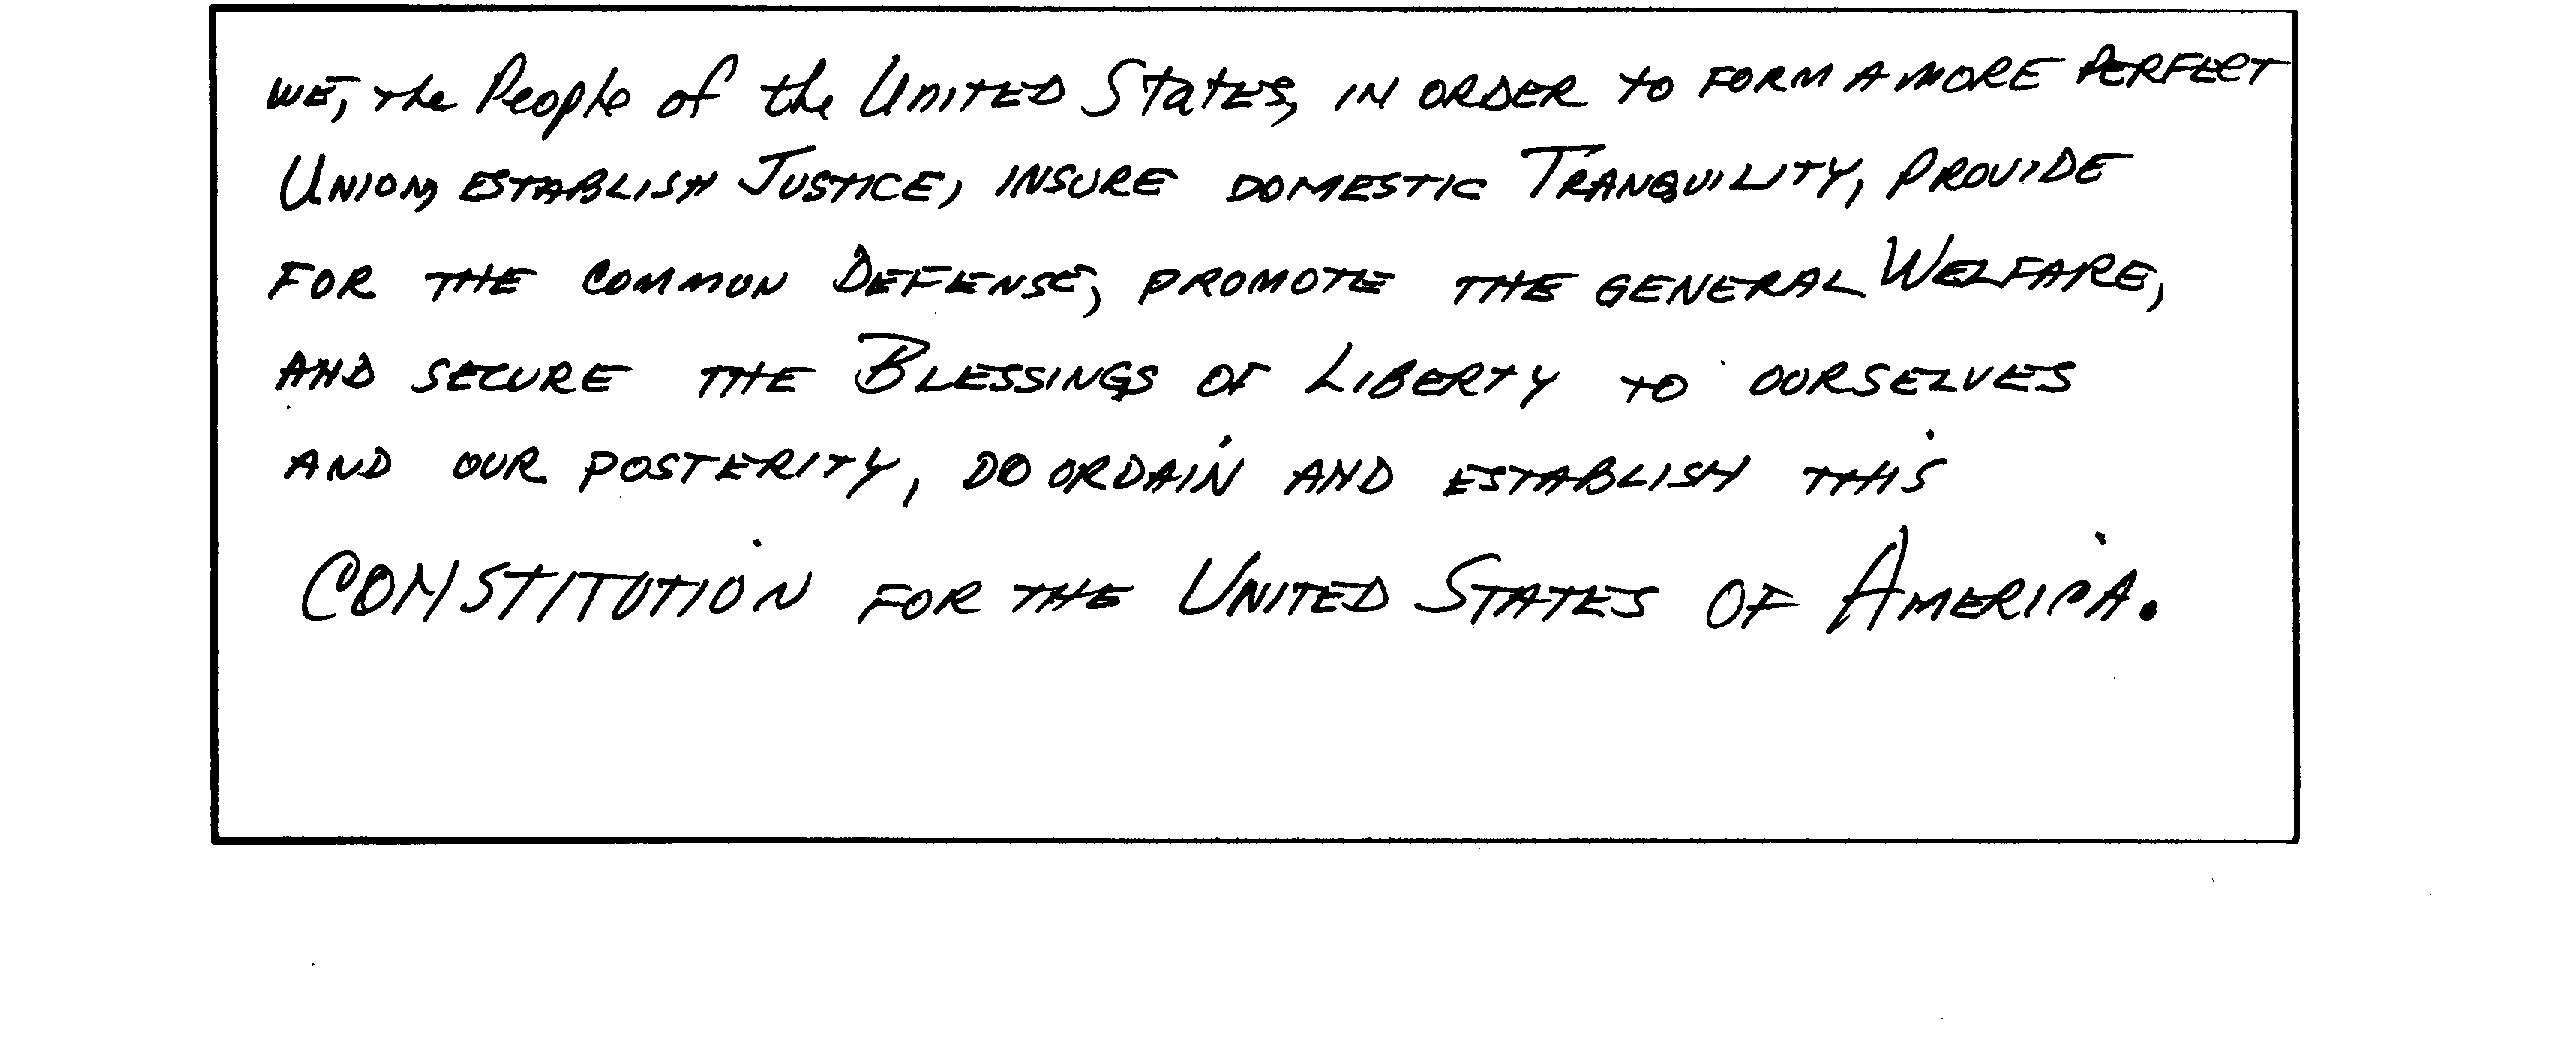 WE, the People of the UNITED States, IN ORDER to FORM A MORE PERFECT
UNION, ESTABLISH JUSTICE, INSURE DOMESTIC TRANQUILITY, PROVIDE
FOR THE COMMON DEFENSE, PROMOTE THE GENERAL WELFARE,
AND SECURE THE BLESSINGS OF LIBERTY TO OURSELVES
AND OUR POSTERITY, DO ORDAIN AND ESTABLISH THIS
CONSTITUTION FOR THE UNITED STATES OF AMERICA.